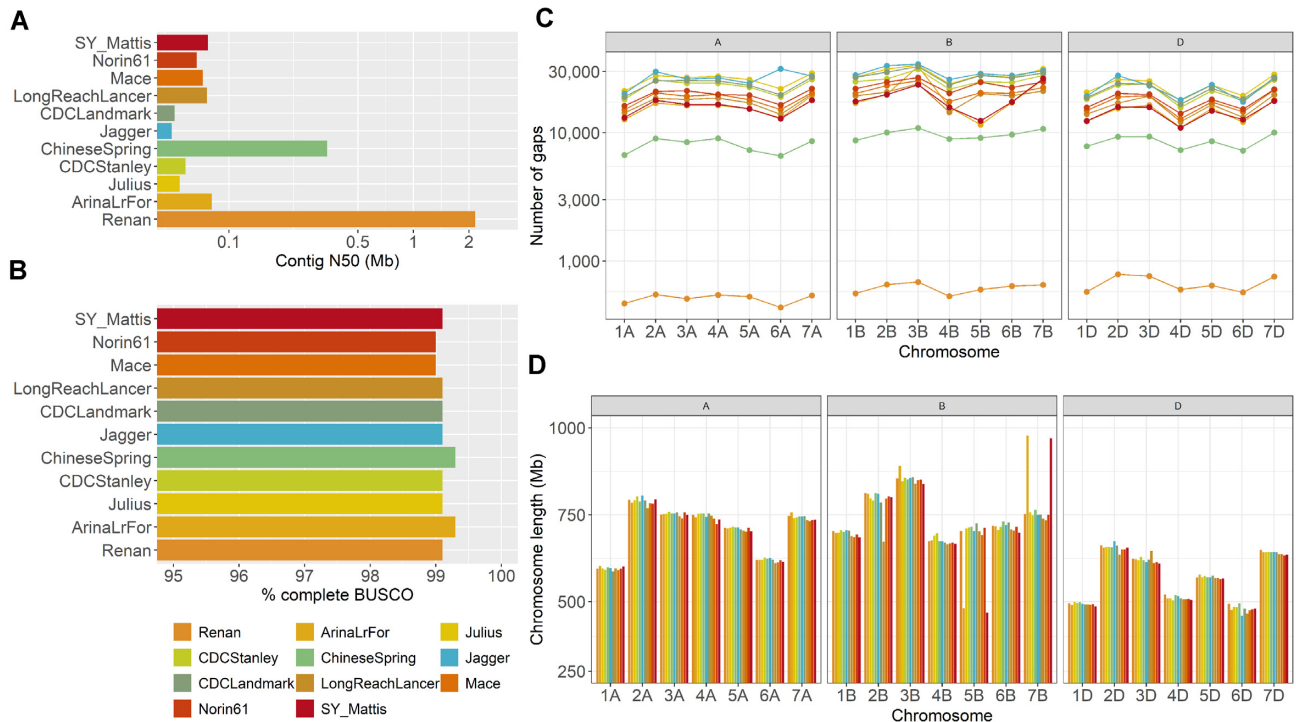 A
SY_Mattis
Norin61
Mace
LongReachLancer
CDCLandmark
Jagger
ChineseSpring
CDCStanley
Julius
ArinaLrFor
Renan
0.1 0.5 1 2
Contig N50 (Mb)
B
SY_Mattis
Norin61
Mace
LongReachLancer
CDCLandmark
Jagger
ChineseSpring
CDCStanley
Julius
ArinaLrFor
Renan
95 96 97 98 99 100
% complete BUSCO
Renan ArinaLrFor Julius
CDCStanley ChineseSpring Jagger
CDCLandmark LongReachLancer Mace
Norin61 SY_Mattis
C
A B D
Number of gaps
30,000
10,000
3,000
1,000
1A 2A 3A 4A 5A 6A 7A 1B 2B 3B 4B 5B 6B 7B 1D 2D 3D 4D 5D 6D 7D
Chromosome
D
A B D
Chromosome length (Mb)
1000
750
500
250
1A 2A 3A 4A 5A 6A 7A 1B 2B 3B 4B 5B 6B 7B 1D 2D 3D 4D 5D 6D 7D
Chromosome